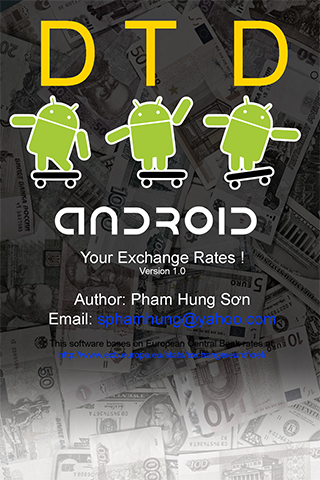 D T D
ANDROID
Your Exchange Rates !
Version 1.0
Author: Pham Hung Sơn
Email: sphamhung@yahoo.com
This software bases on European Central Bank rates at